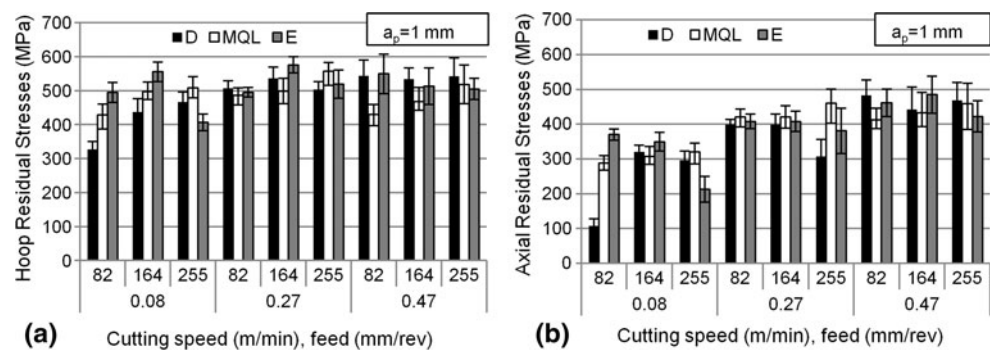 700
600
500
400
300
200
100
0
Hoop Residual Stresses (MPa)
D MQL E
aₚ=1 mm
82 164 255 82 164 255 82 164 255
0.08 0.27 0.47
(a) Cutting speed (m/min), feed (mm/rev)
700
600
500
400
300
200
100
0
Axial Residual Stresses (MPa)
D MQL E
aₚ=1 mm
82 164 255 82 164 255 82 164 255
0.08 0.27 0.47
(b) Cutting speed (m/min), feed (mm/rev)